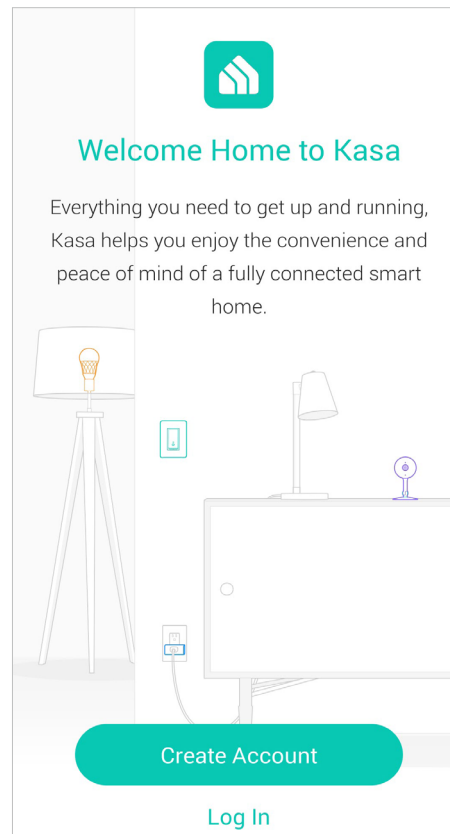 Welcome Home to Kasa
Everything you need to get up and running,
Kasa helps you enjoy the convenience and
peace of mind of a fully connected smart
home.
Create Account
Log In